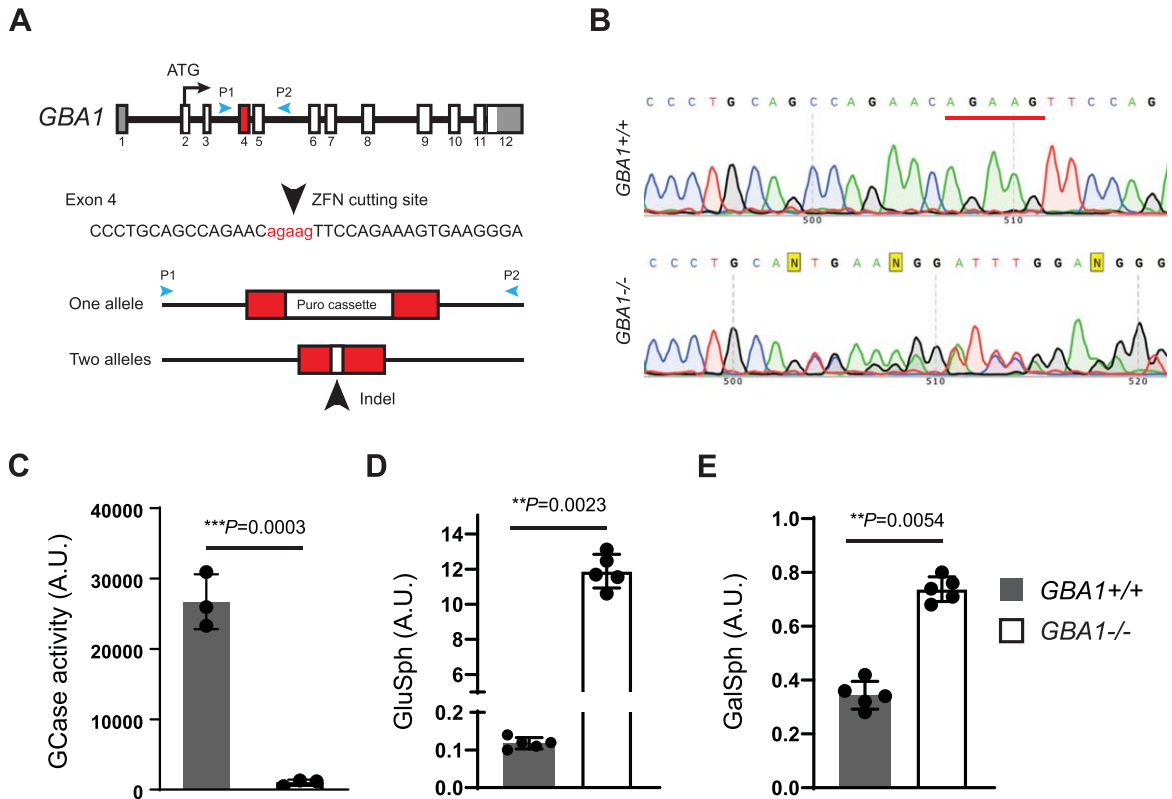 A
ATG
P1
P2
GBA1
1 2 3 4 5 6 7 8 9 10 11 12
Exon 4
ZFN cutting site
CCCTGCAGCCAGAACagaagTTCCAGAAAGTGAAGGGA
P1
P2
One allele
Puro cassette
Two alleles
Indel
B
GBA1+/+
C C C T G C A G C C A G A A C A G A A G T T C C A G
500 510
GBA1-/-
C C C T G C A N T G A A N G G A T T T G G A N G G G
500 510 520
C
GCase activity (A.U.)
40000
30000
20000
10000
0
***P=0.0003
D
GluSph (A.U.)
14
12
10
8
6
4
0.2
0.1
0.0
**P=0.0023
E
GalSph (A.U.)
1.0
0.8
0.6
0.4
0.2
0.0
**P=0.0054
GBA1+/+
GBA1-/-